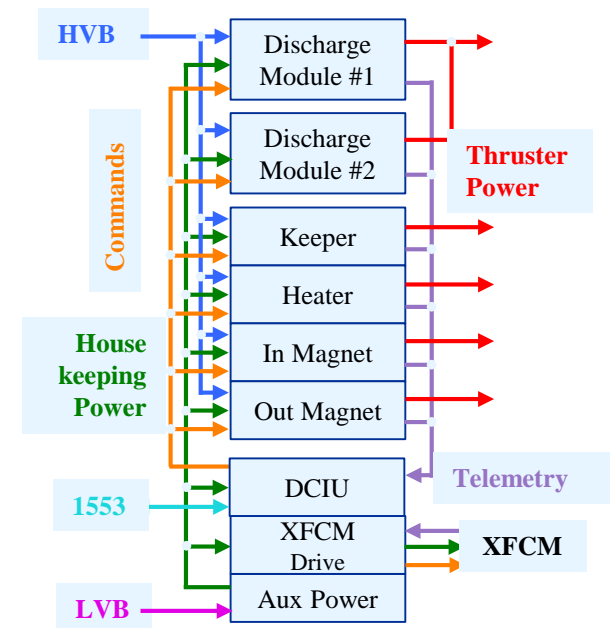 HVB
Discharge
Module #1
Discharge
Module #2
Commands
Thruster
Power
Keeper
Heater
House
keeping
Power
In Magnet
Out Magnet
DCIU
Telemetry
1553
XFCM
Drive
XFCM
Aux Power
LVB